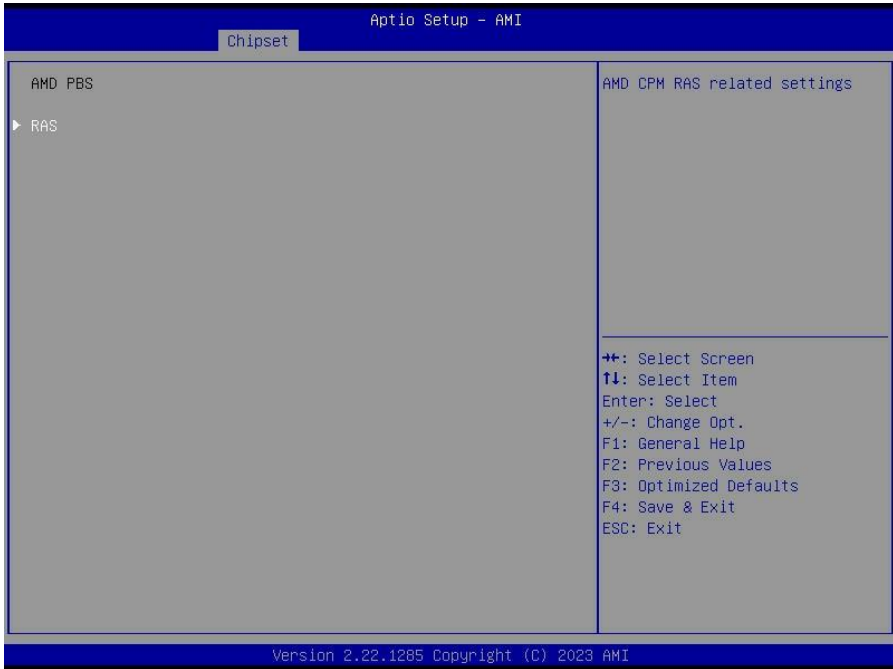 Aptio Setup – AMI
Chipset
AMD PBS
▶ RAS
AMD CPM RAS related settings
→←: Select Screen
↑↓: Select Item
Enter: Select
+/-: Change Opt.
F1: General Help
F2: Previous Values
F3: Optimized Defaults
F4: Save & Exit
ESC: Exit
Version 2.22.1285 Copyright (C) 2023 AMI